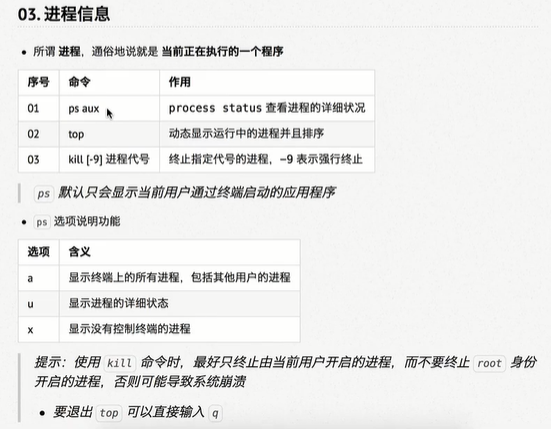 03. 进程信息
所谓 进程，通俗地说就是 当前正在执行的一个程序
序号 命令 作用
01 ps aux process status 查看进程的详细状况
02 top 动态显示运行中的进程并且排序
03 kill [-9] 进程代号 终止指定代号的进程，-9 表示强行终止
ps 默认只会显示当前用户通过终端启动的应用程序
ps 选项说明功能
选项 含义
a 显示终端上的所有进程，包括其他用户的进程
u 显示进程的详细状态
x 显示没有控制终端的进程
提示：使用 kill 命令时，最好只终止由当前用户开启的进程，而不要终止 root 身份
开启的进程，否则可能导致系统崩溃
要退出 top 可以直接输入 q